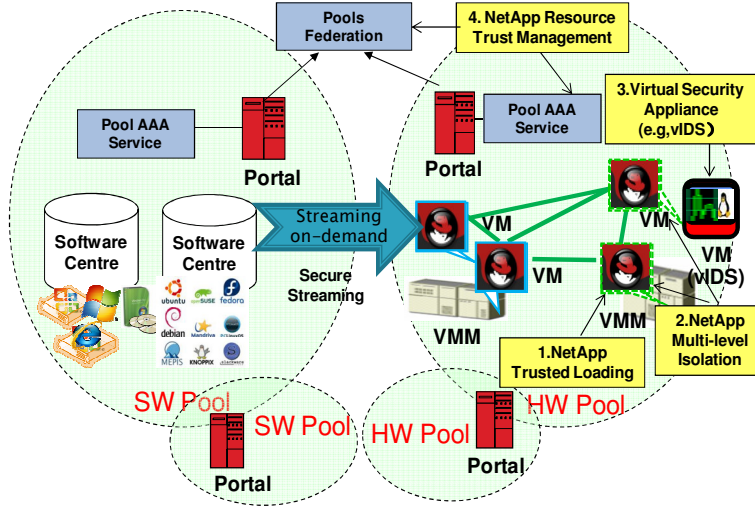 Pools
Federation
4. NetApp Resource
Trust Management
3.Virtual Security
Appliance
(e.g,vIDS)
Pool AAA
Service
Portal
Pool AAA
Service
Portal
Software
Centre
Software
Centre
Streaming
on-demand
Secure
Streaming
VM
VM
VM
VM
(vIDS)
VMM
VMM
ubuntu
SUSE
fedora
debian
Mandriva
MEPIS
KNOPPIX
1.NetApp
Trusted Loading
2.NetApp
Multi-level
Isolation
SW Pool
SW Pool
HW Pool
HW Pool
Portal
Portal